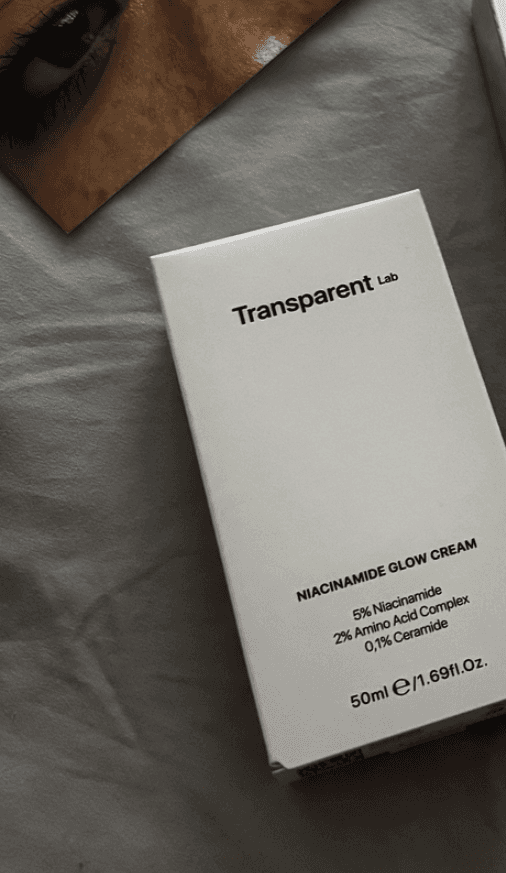 Transparent Lab
NIACINAMIDE GLOW CREAM
5% Niacinamide
2% Amino Acid Complex
0,1% Ceramide
50ml ℮/1.69fl.Oz.